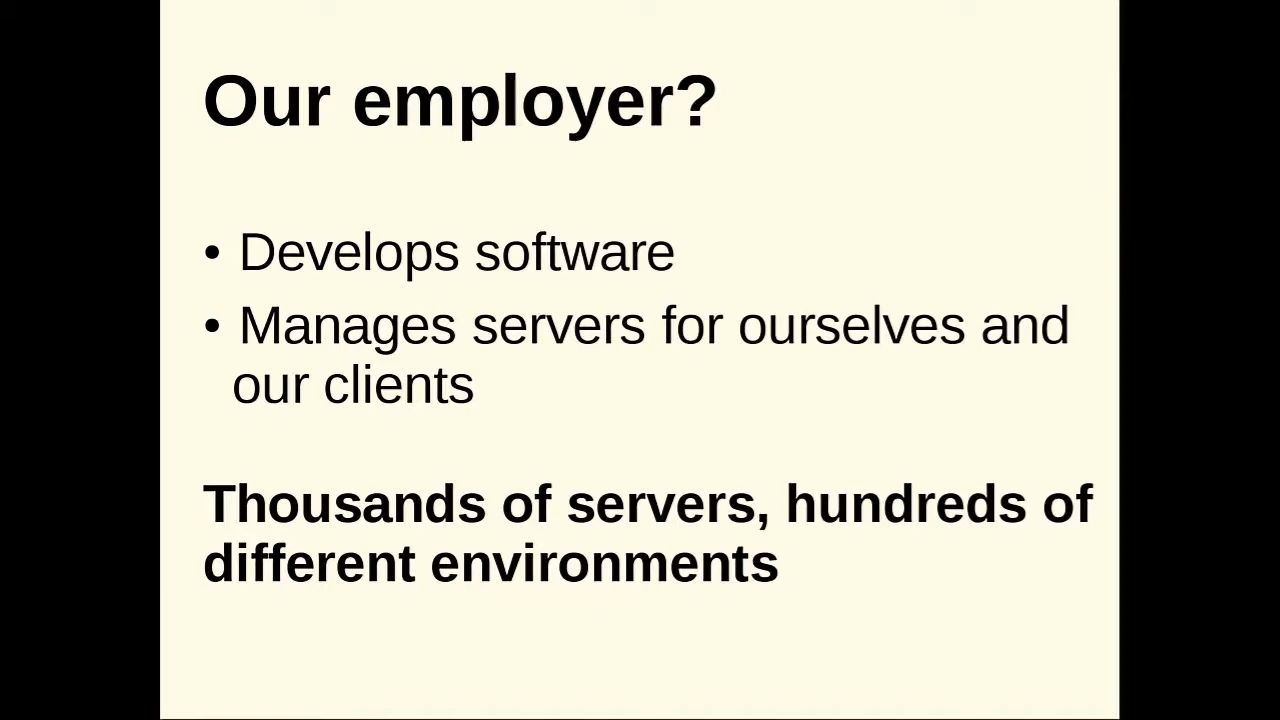 Our employer?
• Develops software
• Manages servers for ourselves and
our clients
Thousands of servers, hundreds of
different environments